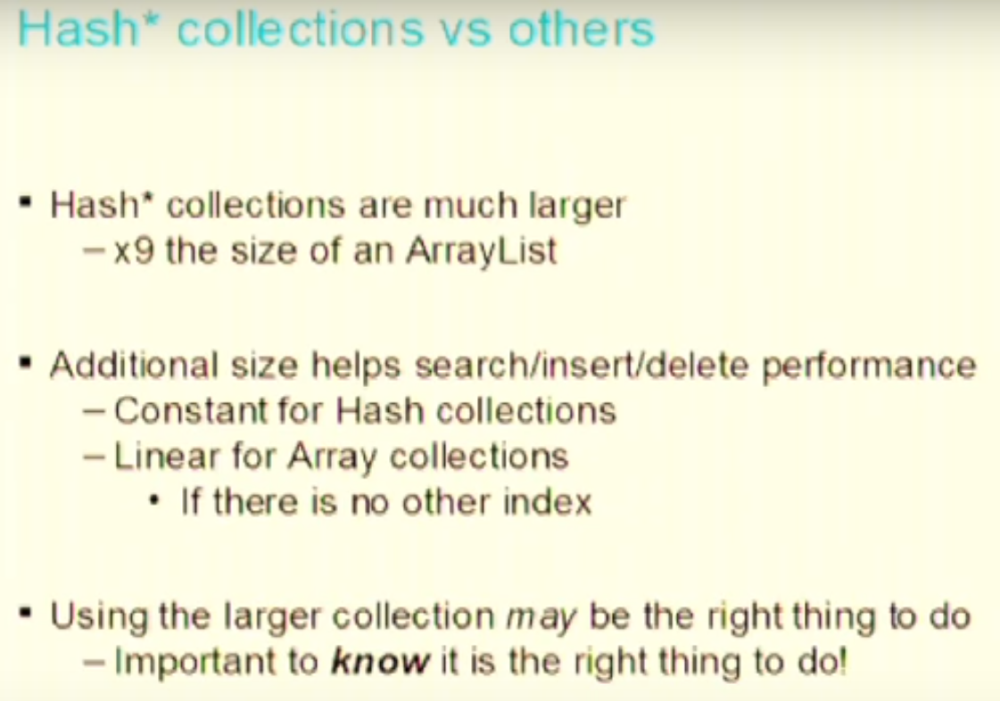 Hash* collections vs others
▪ Hash* collections are much larger
– x9 the size of an ArrayList
▪ Additional size helps search/insert/delete performance
– Constant for Hash collections
– Linear for Array collections
• If there is no other index
▪ Using the larger collection may be the right thing to do
– Important to know it is the right thing to do!